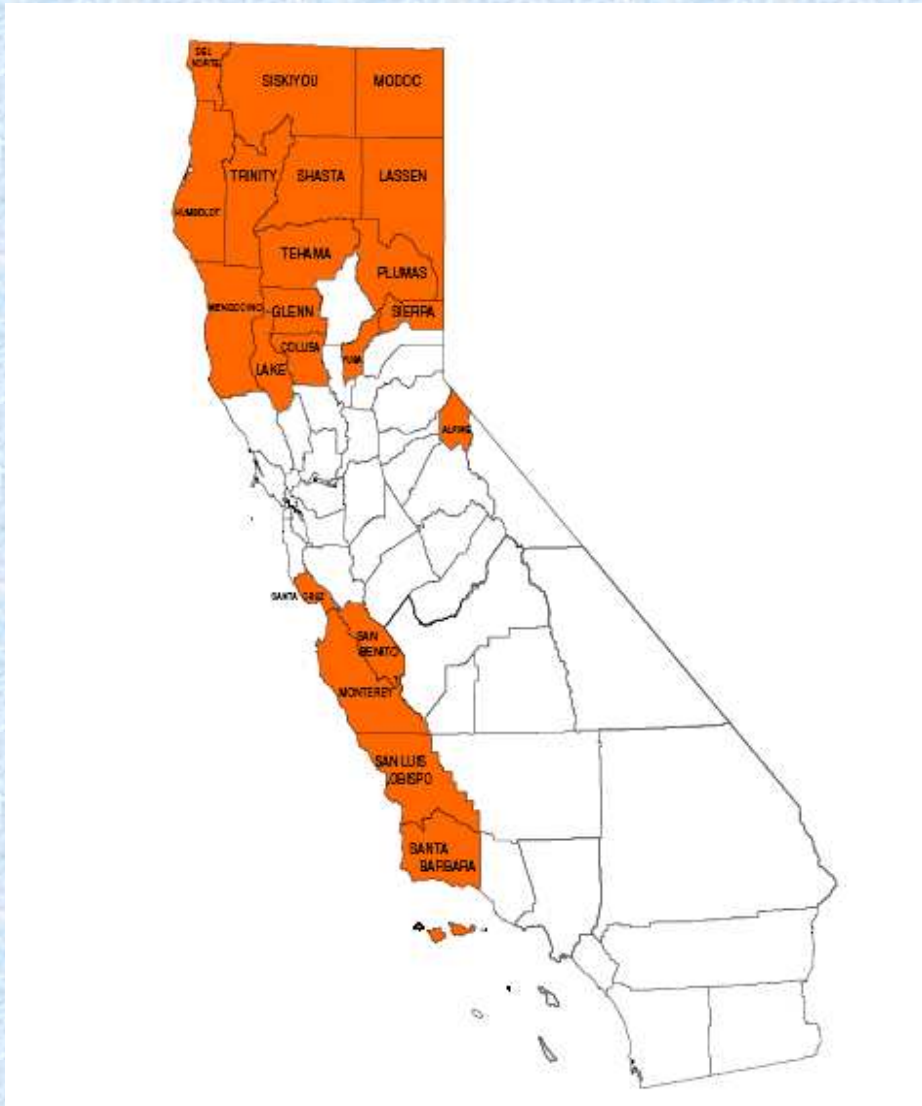 DEL
NORTE
SISKIYOU
MODOC
TRINITY
SHASTA
LASSEN
HUMBOLDT
TEHAMA
PLUMAS
MENDOCINO
GLENN
SIERRA
COLUSA
YUBA
LAKE
ALPINE
SANTA CRUZ
SAN
BENITO
MONTEREY
SAN LUIS
OBISPO
SANTA
BARBARA